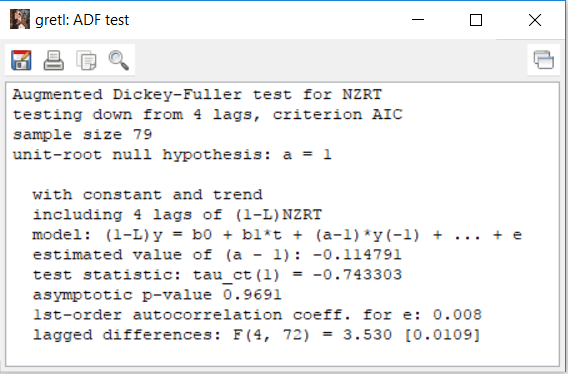 gretl: ADF test
Augmented Dickey-Fuller test for NZRT
testing down from 4 lags, criterion AIC
sample size 79
unit-root null hypothesis: a = 1
with constant and trend
including 4 lags of (1-L)NZRT
model: (1-L)y = b0 + b1*t + (a-1)*y(-1) + ... + e
estimated value of (a - 1): -0.114791
test statistic: tau_ct(1) = -0.743303
asymptotic p-value 0.9691
1st-order autocorrelation coeff. for e: 0.008
lagged differences: F(4, 72) = 3.530 [0.0109]